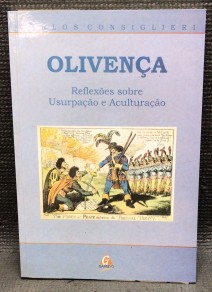 CARLOS CONSIGLIERI
OLIVENÇA
Reflexões sobre
Usurpação e Aculturação